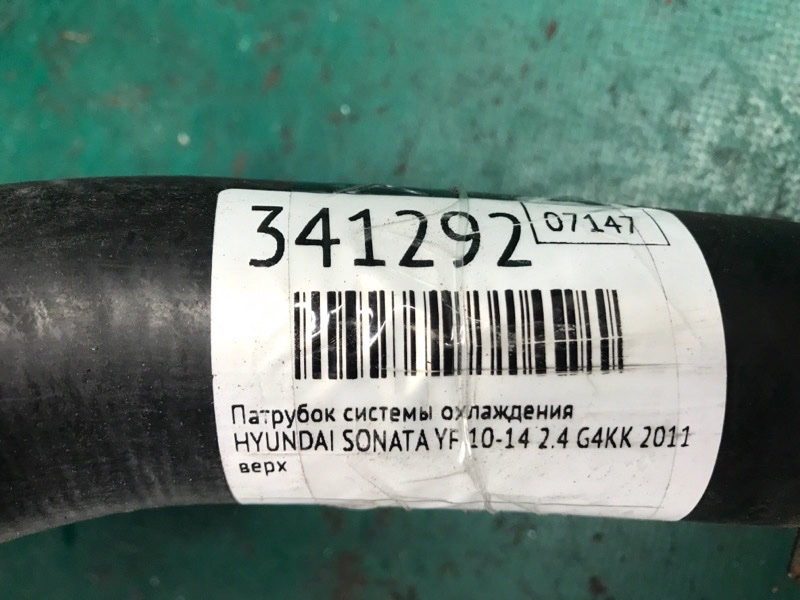 341292
07147
Патрубок системы охлаждения
HYUNDAI SONATA YF 10-14 2.4 G4KK 2011
верх